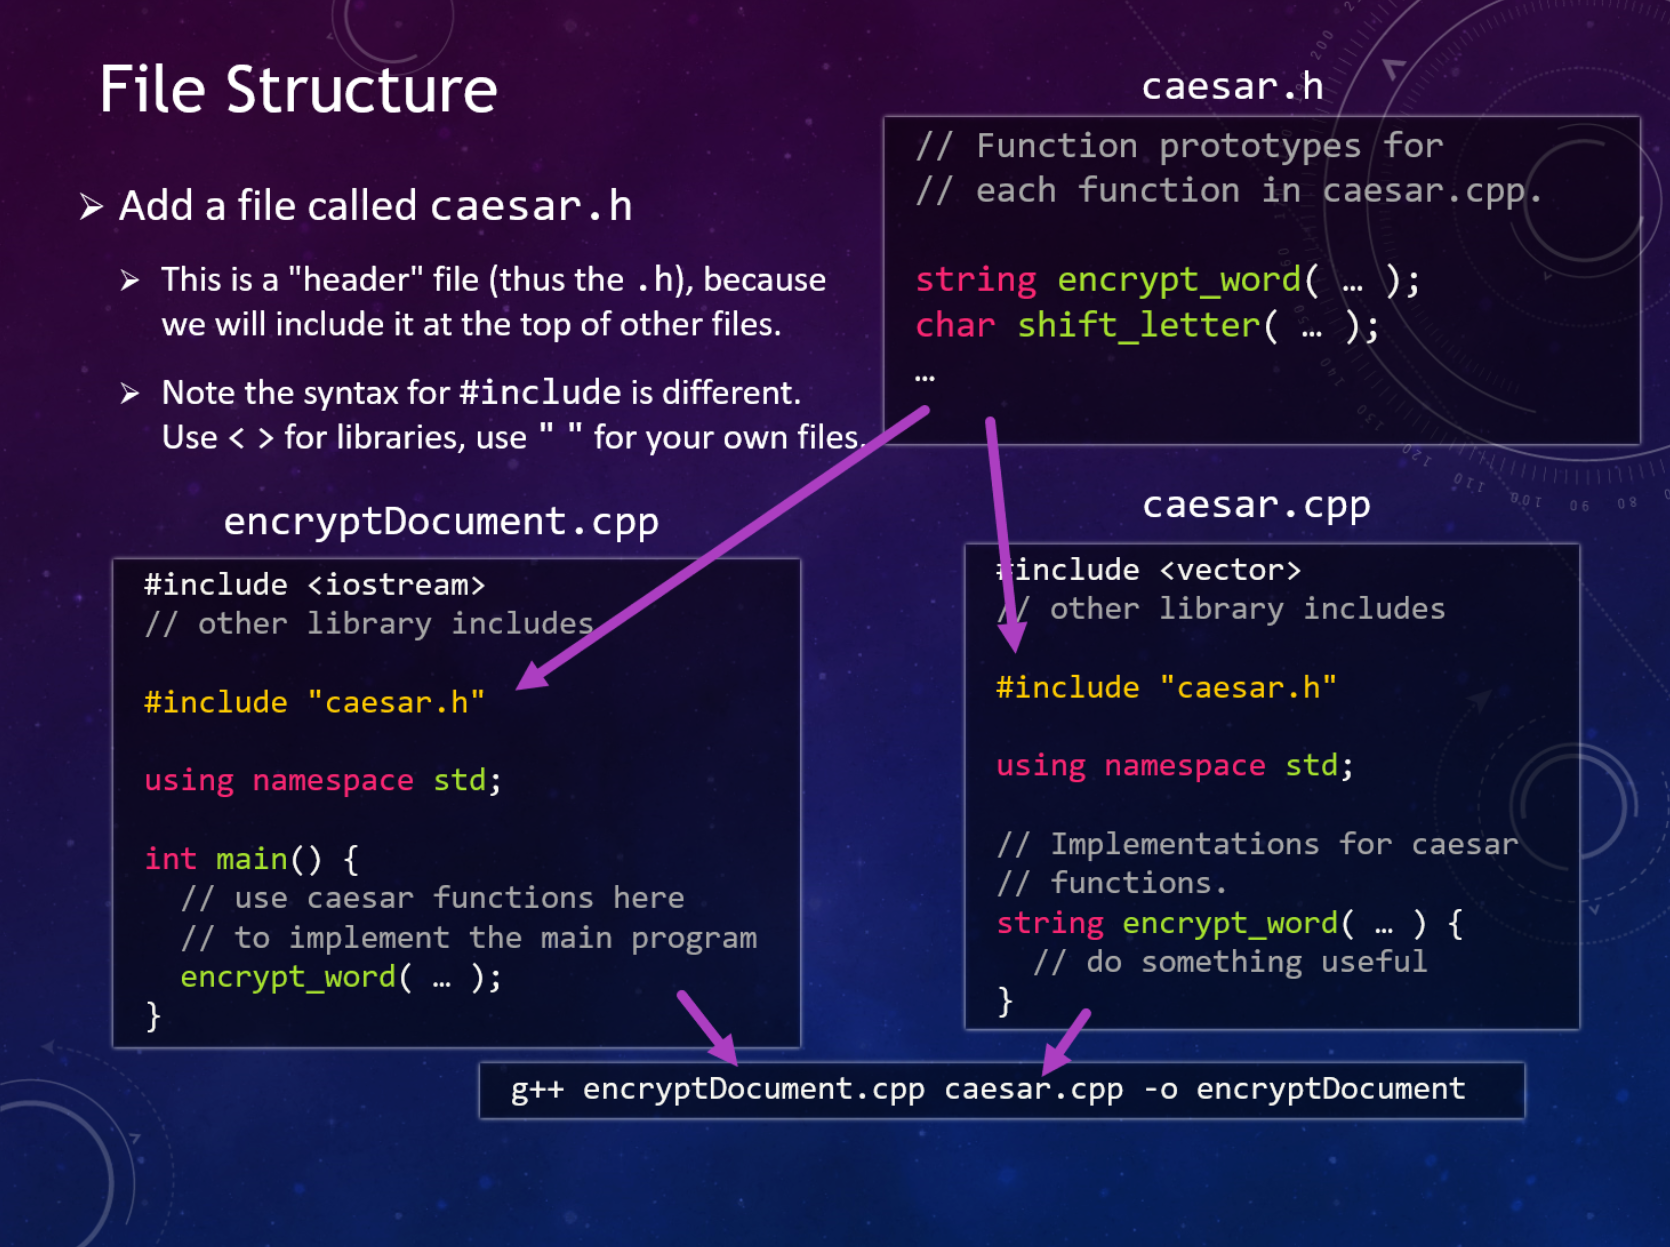 File Structure
➢ Add a file called caesar.h
➢ This is a "header" file (thus the .h), because
we will include it at the top of other files.
➢ Note the syntax for #include is different.
Use < > for libraries, use " " for your own files.
caesar.h
// Function prototypes for
// each function in caesar.cpp.
string encrypt_word( … );
char shift_letter( … );
…
encryptDocument.cpp
#include <iostream>
// other library includes
#include "caesar.h"
using namespace std;
int main() {
  // use caesar functions here
  // to implement the main program
  encrypt_word( … );
}
caesar.cpp
#include <vector>
// other library includes
#include "caesar.h"
using namespace std;
// Implementations for caesar
// functions.
string encrypt_word( … ) {
  // do something useful
}
g++ encryptDocument.cpp caesar.cpp -o encryptDocument